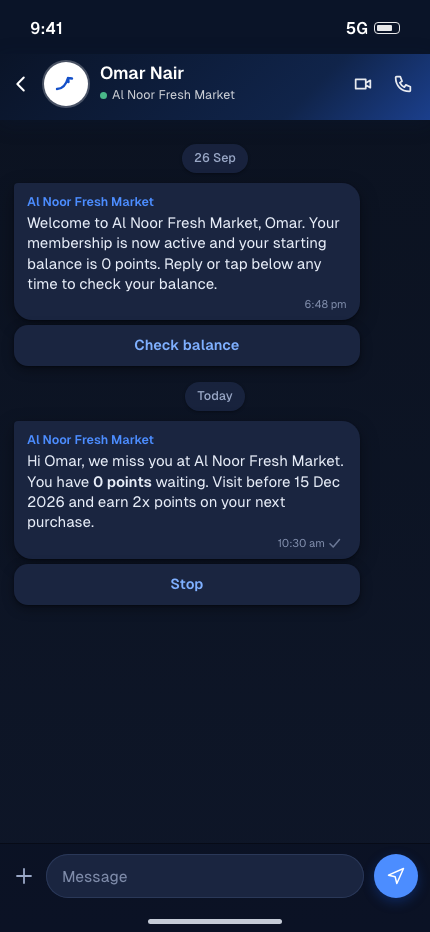 9:41
5G
Omar Nair
Al Noor Fresh Market
26 Sep
Al Noor Fresh Market
Welcome to Al Noor Fresh Market, Omar. Your
membership is now active and your starting
balance is 0 points. Reply or tap below any
time to check your balance.
6:48 pm
Check balance
Today
Al Noor Fresh Market
Hi Omar, we miss you at Al Noor Fresh Market.
You have 0 points waiting. Visit before 15 Dec
2026 and earn 2x points on your next
purchase.
10:30 am
Stop
Message